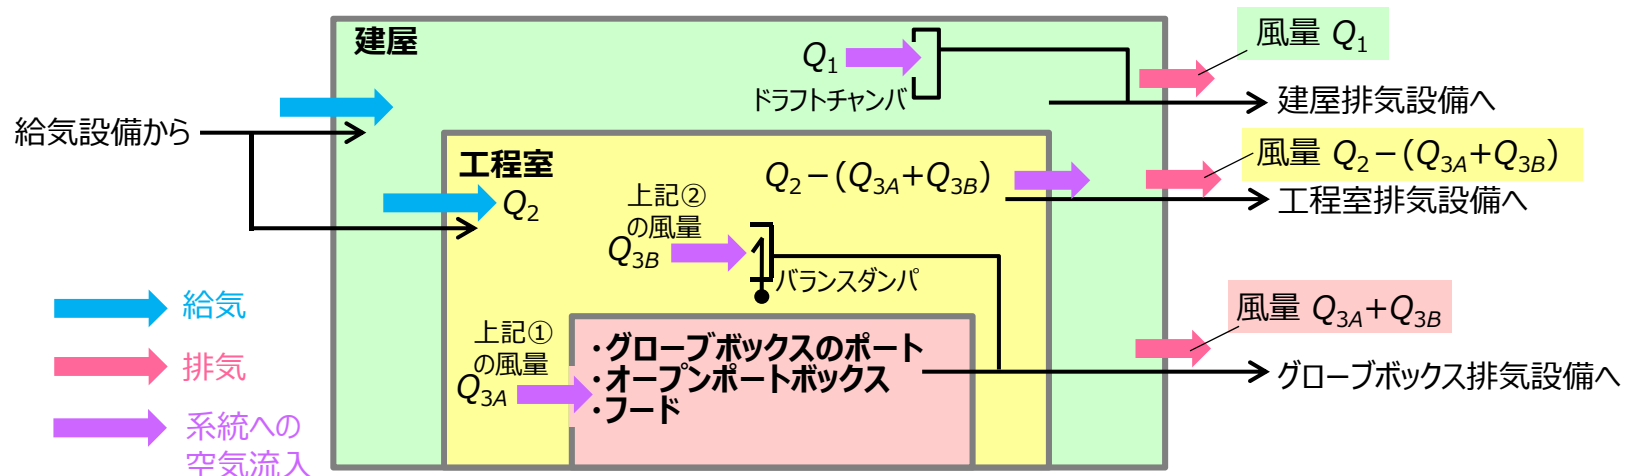 建屋
Q1
ドラフトチャンバ
風量 Q1
建屋排気設備へ
給気設備から
工程室
Q2
Q2－(Q3A+Q3B)
風量 Q2－(Q3A+Q3B)
工程室排気設備へ
上記②
の風量
Q3B
バランスダンパ
給気
排気
系統への
空気流入
上記①
の風量
Q3A
・グローブボックスのポート
・オープンポートボックス
・フード
風量 Q3A+Q3B
グローブボックス排気設備へ